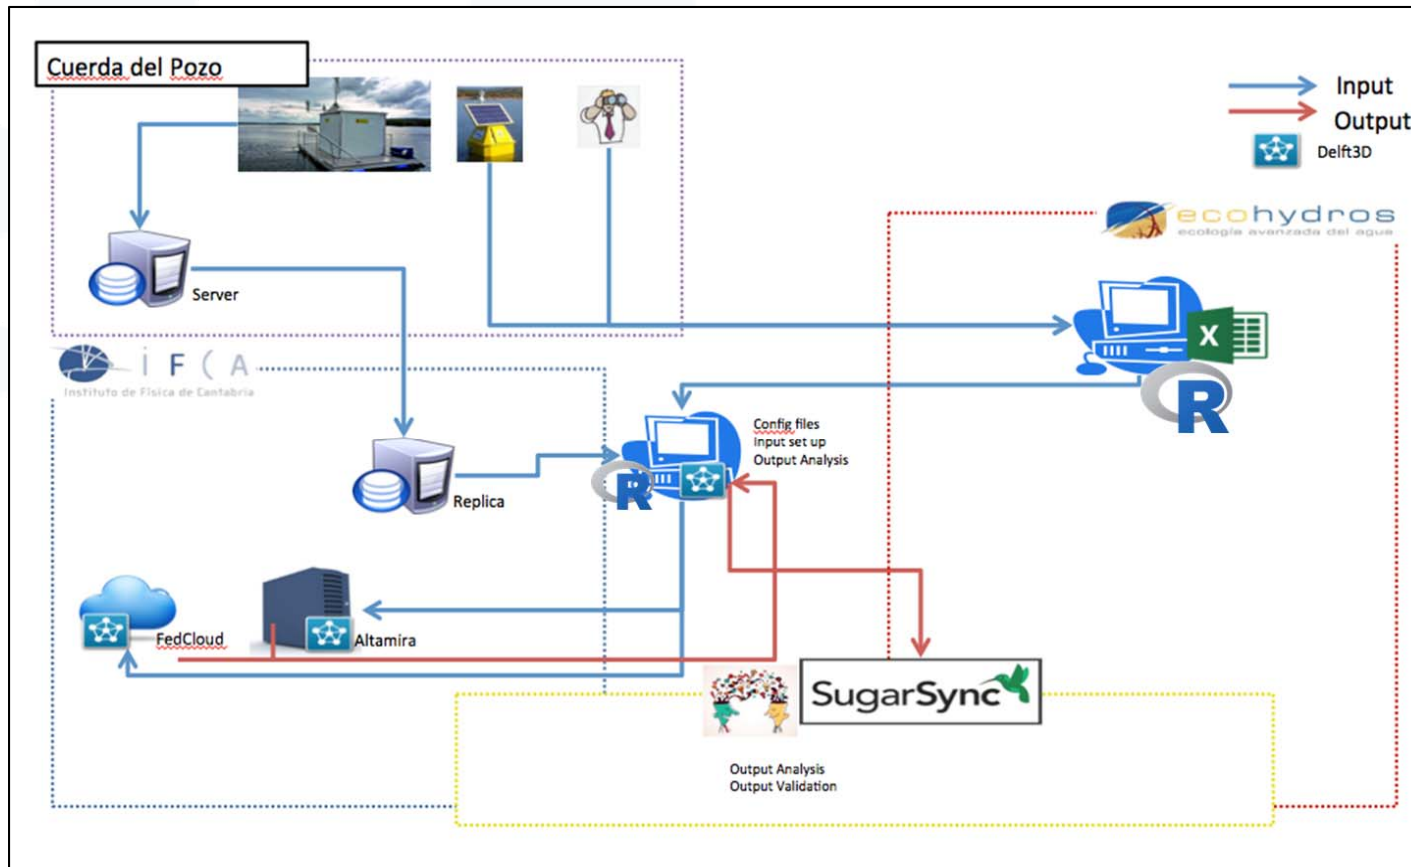 Cuerda del Pozo
Input
Output
Delft3D
ecohydros
ecología avanzada del agua
Server
X
R
iF(A
Instituto de Física de Cantabria
Config files
Input set up
Output Analysis
R
Replica
FedCloud
Altamira
SugarSync
Output Analysis
Output Validation